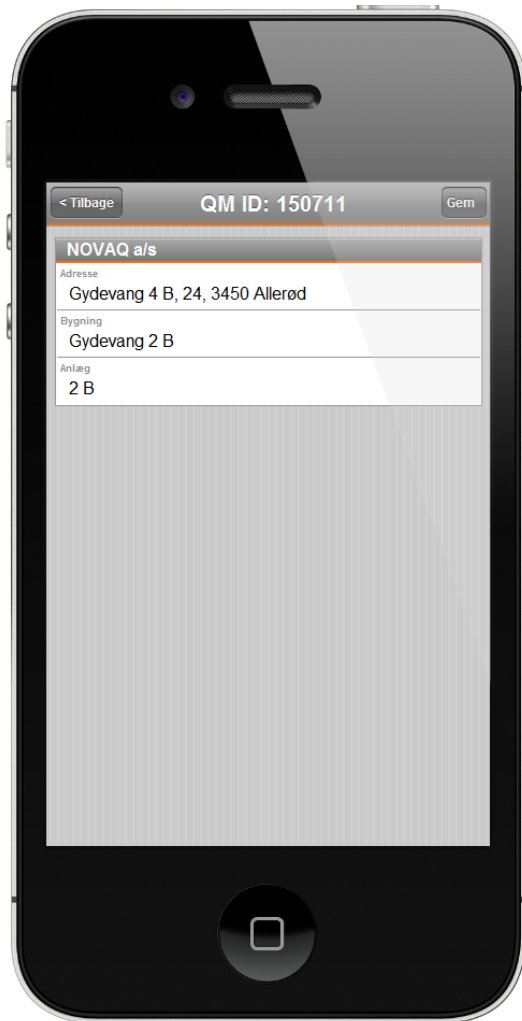 < Tilbage
QM ID: 150711
Gem
NOVAQ a/s
Adresse
Gydevang 4 B, 24, 3450 Allerød
Bygning
Gydevang 2 B
Anlæg
2 B